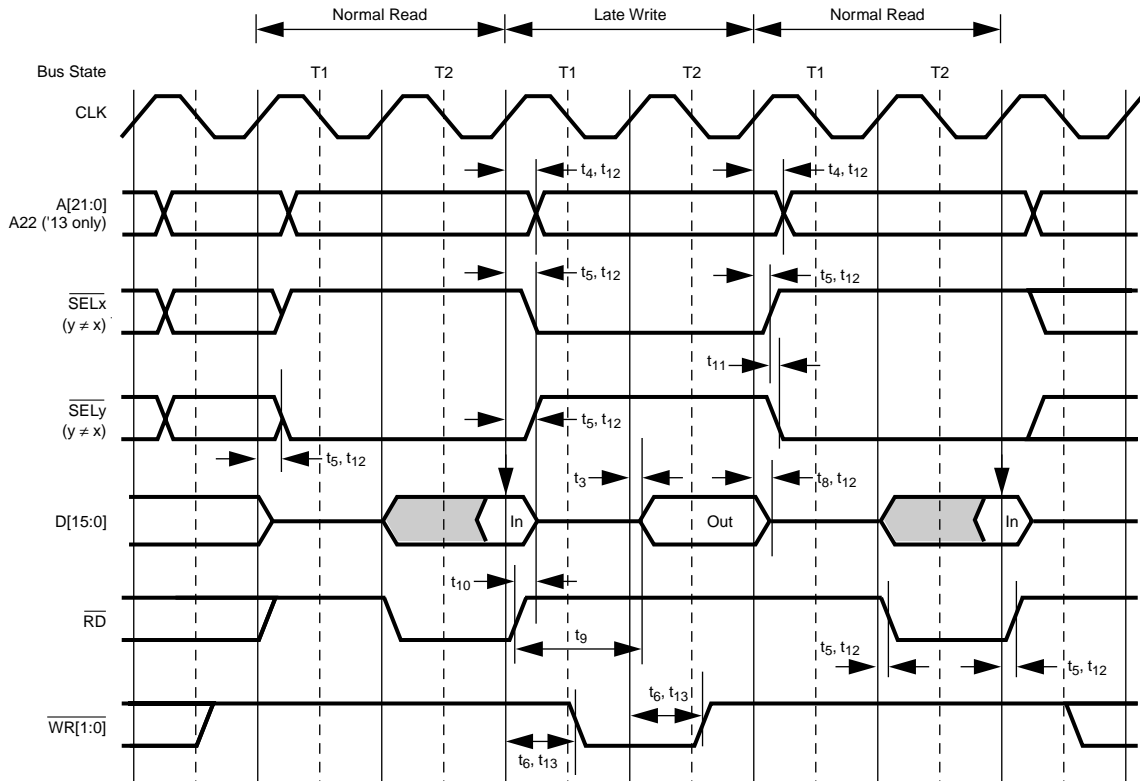 Normal Read Late Write Normal Read
Bus State T1 T2 T1 T2 T1 T2
CLK
t4, t12 t4, t12
A[21:0]
A22 ('13 only)
t5, t12 t5, t12
SELx
(y ≠ x)
t11
SELy
(y ≠ x)
t5, t12
t5, t12
t3 t8, t12
D[15:0] In Out In
t10
RD
t9
t5, t12 t5, t12
t6, t13
WR[1:0]
t6, t13